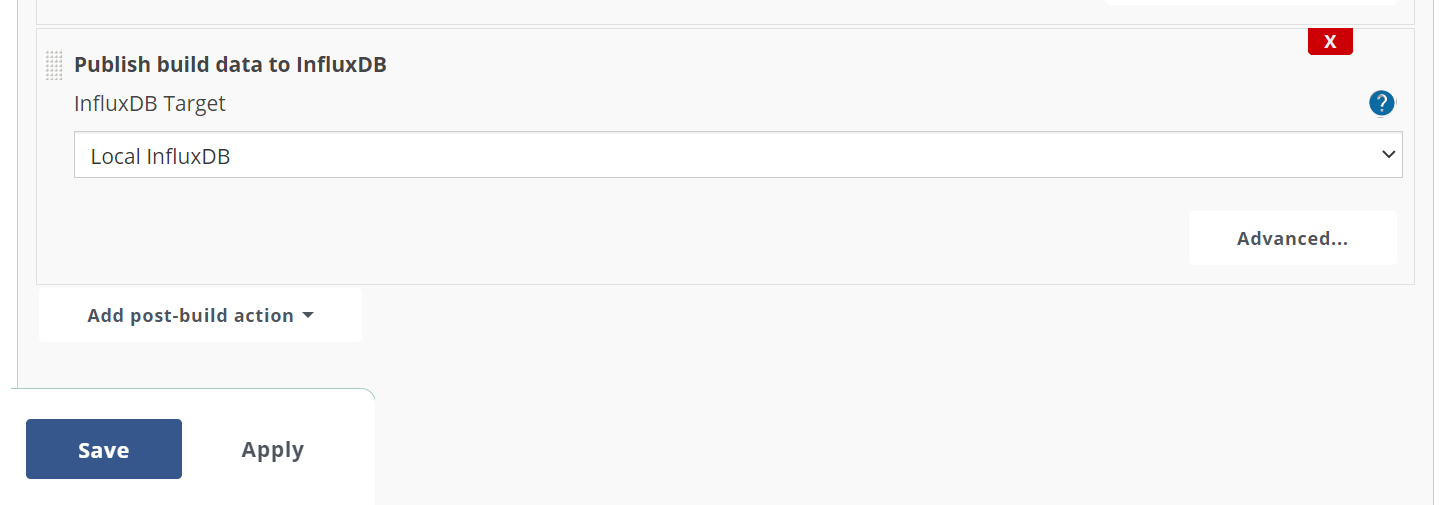 X
Publish build data to InfluxDB
InfluxDB Target
?
Local InfluxDB
Advanced...
Add post-build action
Save
Apply